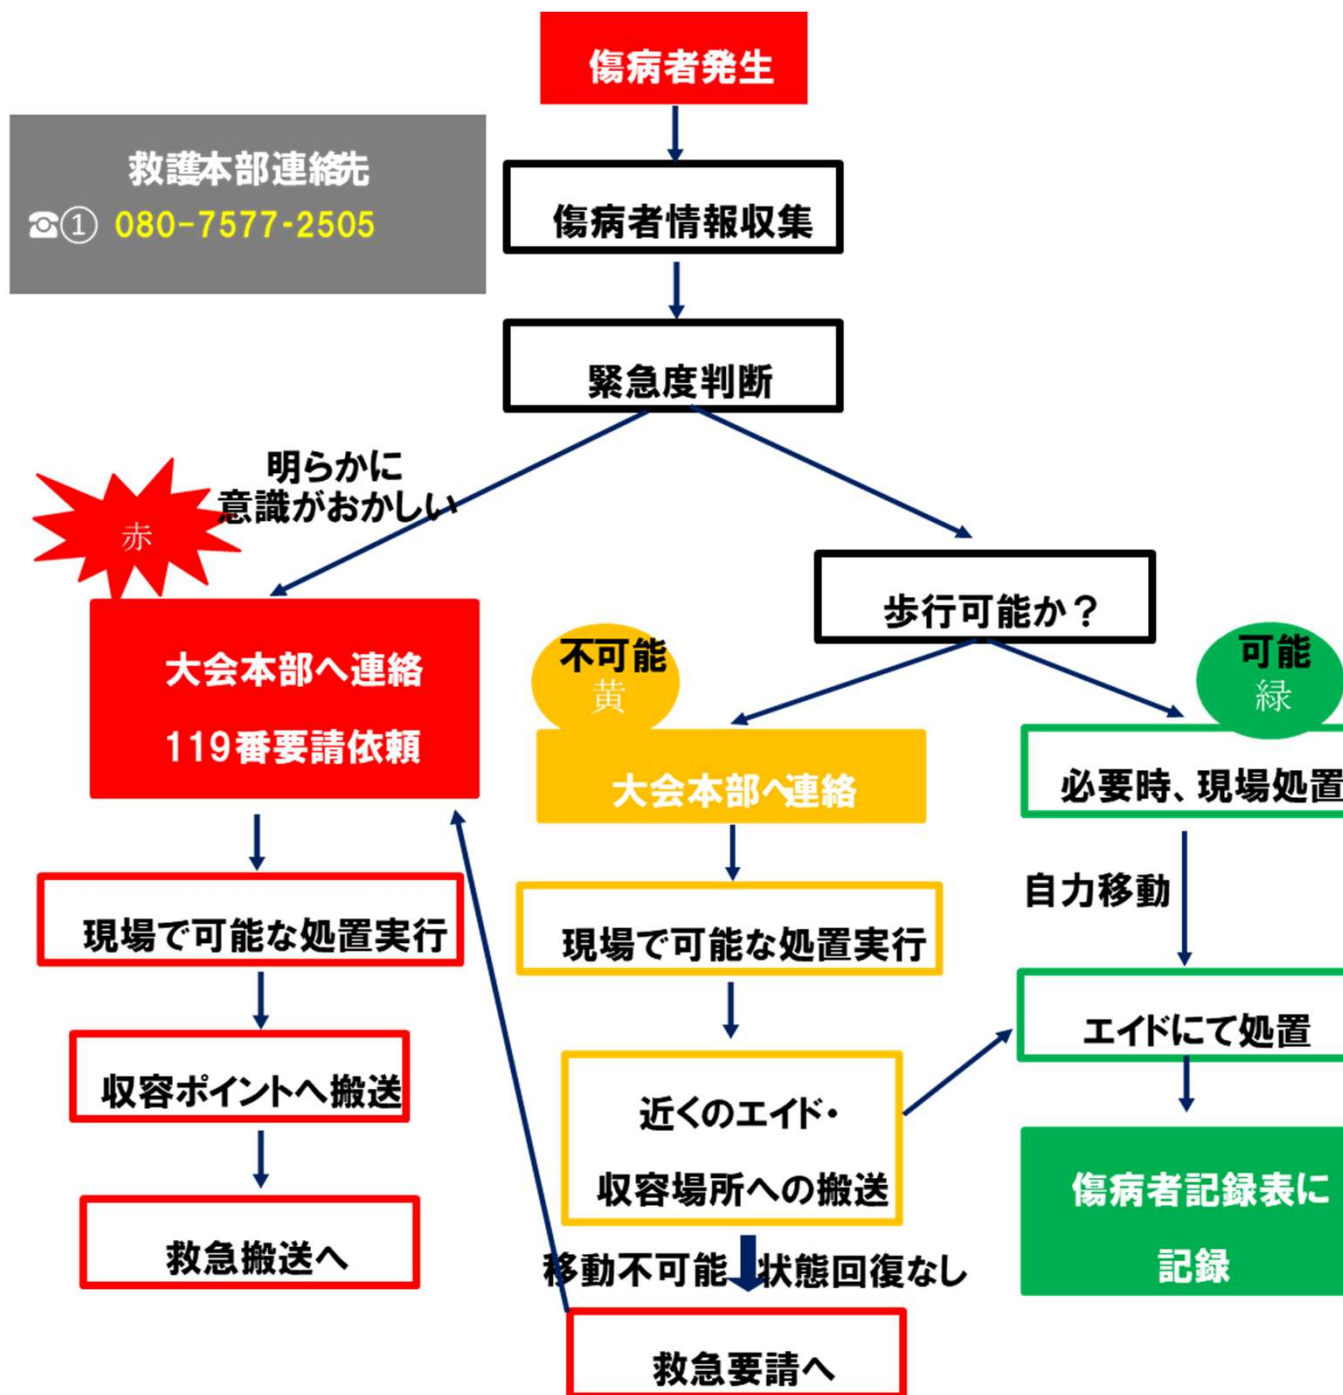 傷病者発生
救護本部連絡先
☎① 080-7577-2505
傷病者情報収集
緊急度判断
明らかに
意識がおかしい
赤
歩行可能か？
大会本部へ連絡
119番要請依頼
不可能
黄
可能
緑
大会本部へ連絡
必要時、現場処置
現場で可能な処置実行
現場で可能な処置実行
自力移動
収容ポイントへ搬送
近くのエイド・
収容場所への搬送
エイドにて処置
救急搬送へ
傷病者記録表に
記録
移動不可能
状態回復なし
救急要請へ